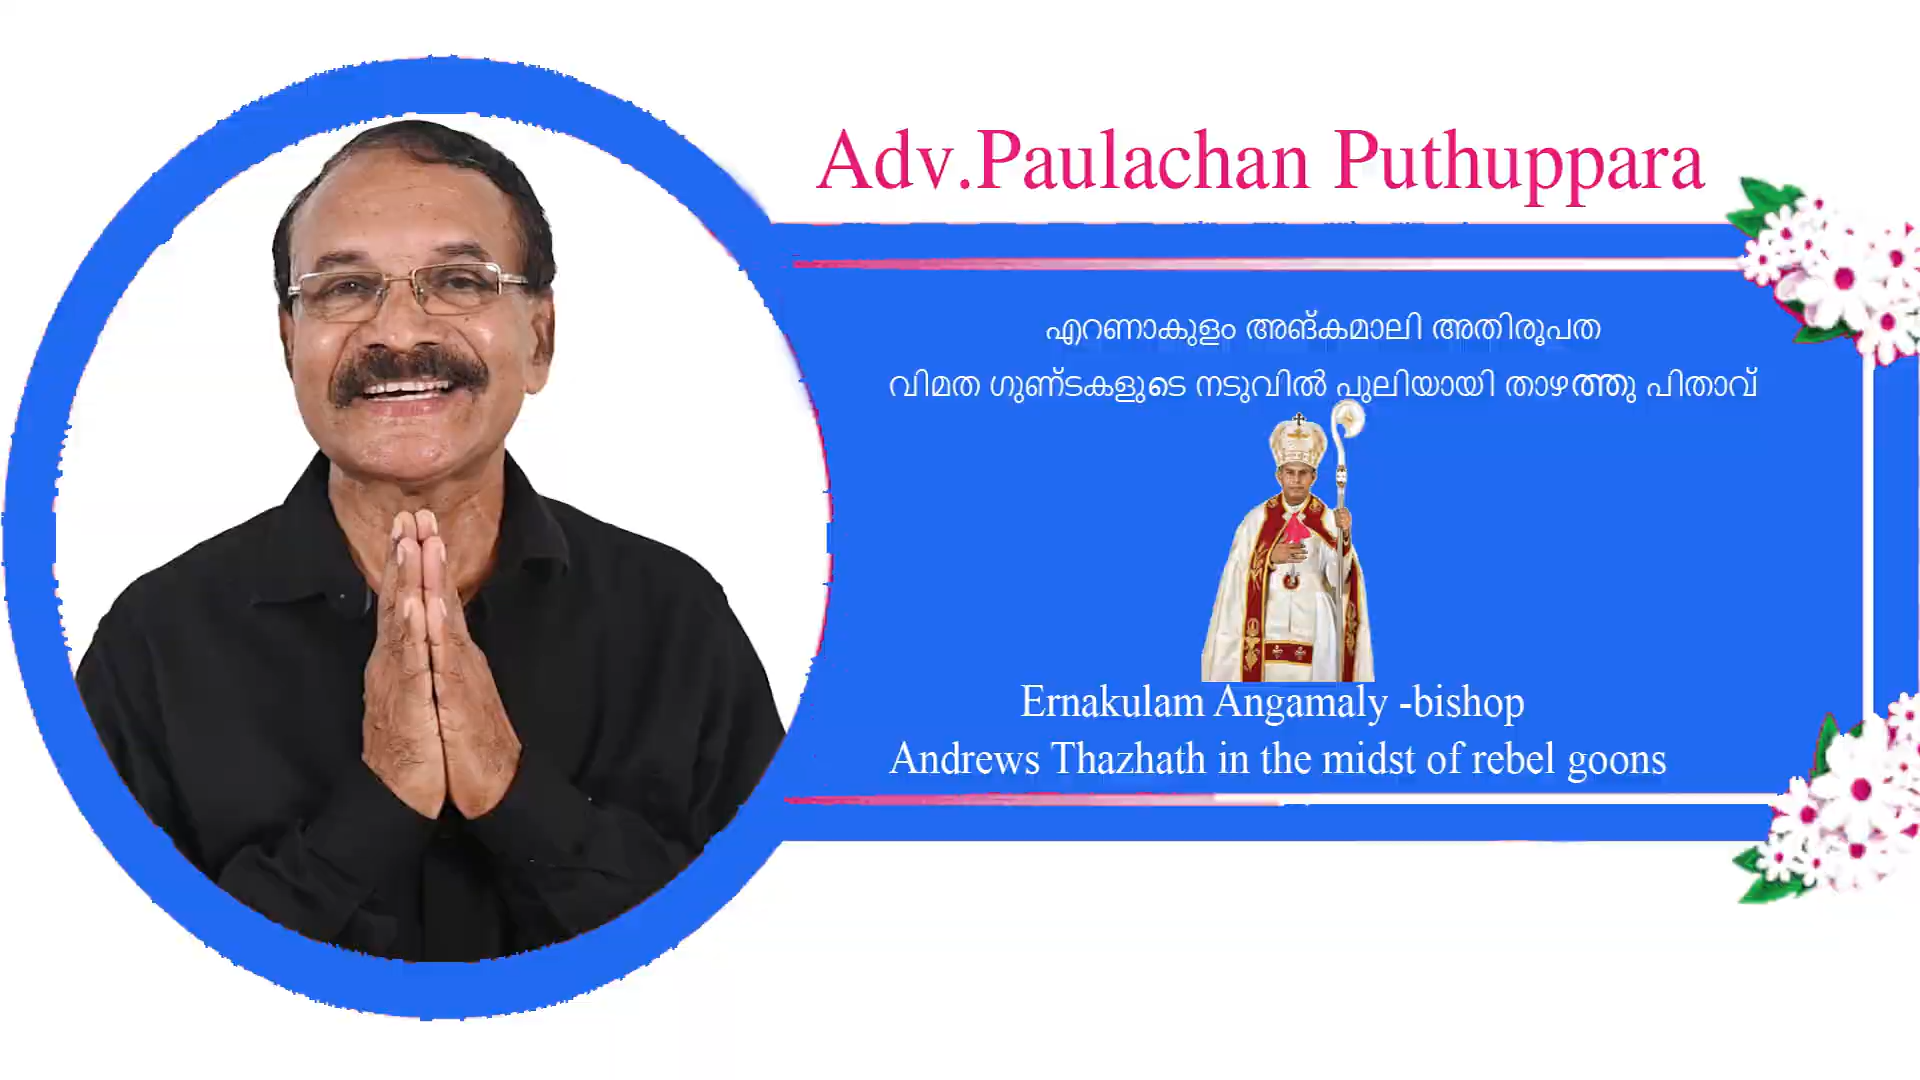 Adv.Paulachan Puthuppara
എറണാകുളം അങ്കമാലി അതിരൂപത
വിമത ഗുണ്ടകളുടെ നടുവിൽ പുലിയായി താഴത്തു പിതാവ്
Ernakulam Angamaly -bishop
Andrews Thazhath in the midst of rebel goons